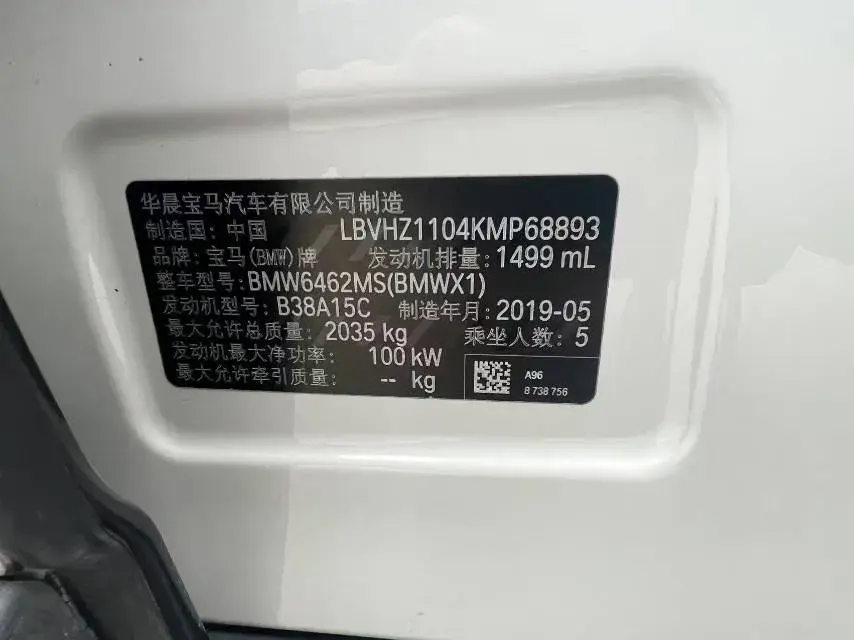 华晨宝马汽车有限公司制造
制造国：中国 LBVHZ1104KMP68893
品牌：宝马(BMW)牌 发动机排量：1499 mL
整车型号：BMW6462MS(BMWX1)
发动机型号：B38A15C 制造年月：2019-05
最大允许总质量：2035 kg 乘坐人数：5
发动机最大净功率：100 kW
最大允许牵引质量：-- kg
A96
8 738 756